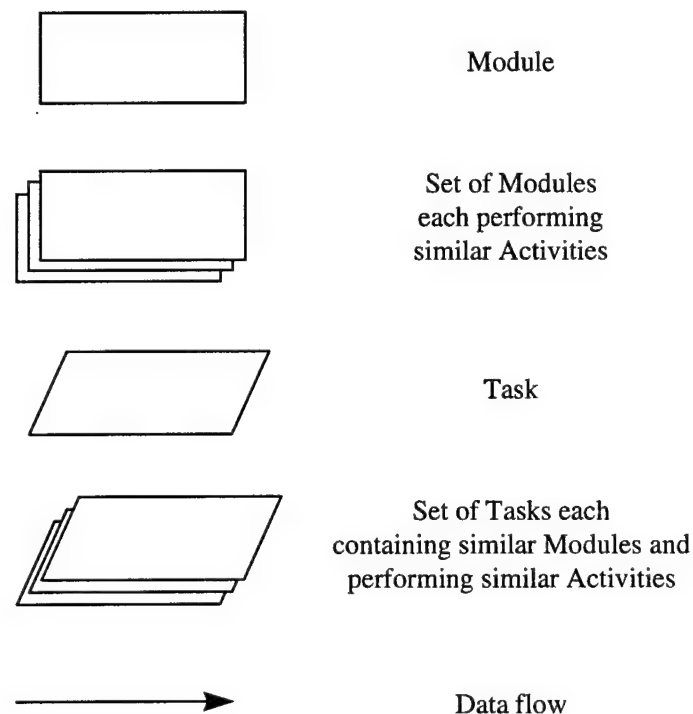 Module
Set of Modules
each performing
similar Activities
Task
Set of Tasks each
containing similar Modules and
performing similar Activities
Data flow